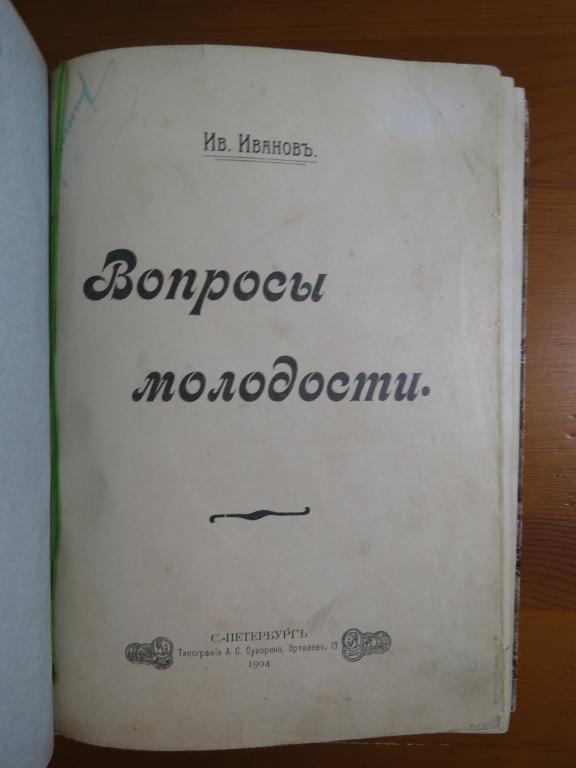 Ив. Ивановъ.
Вопросы
молодости.
С.-ПЕТЕРБУРГЪ
Типографія А. С. Суворина. Эртелевъ, 13
1904